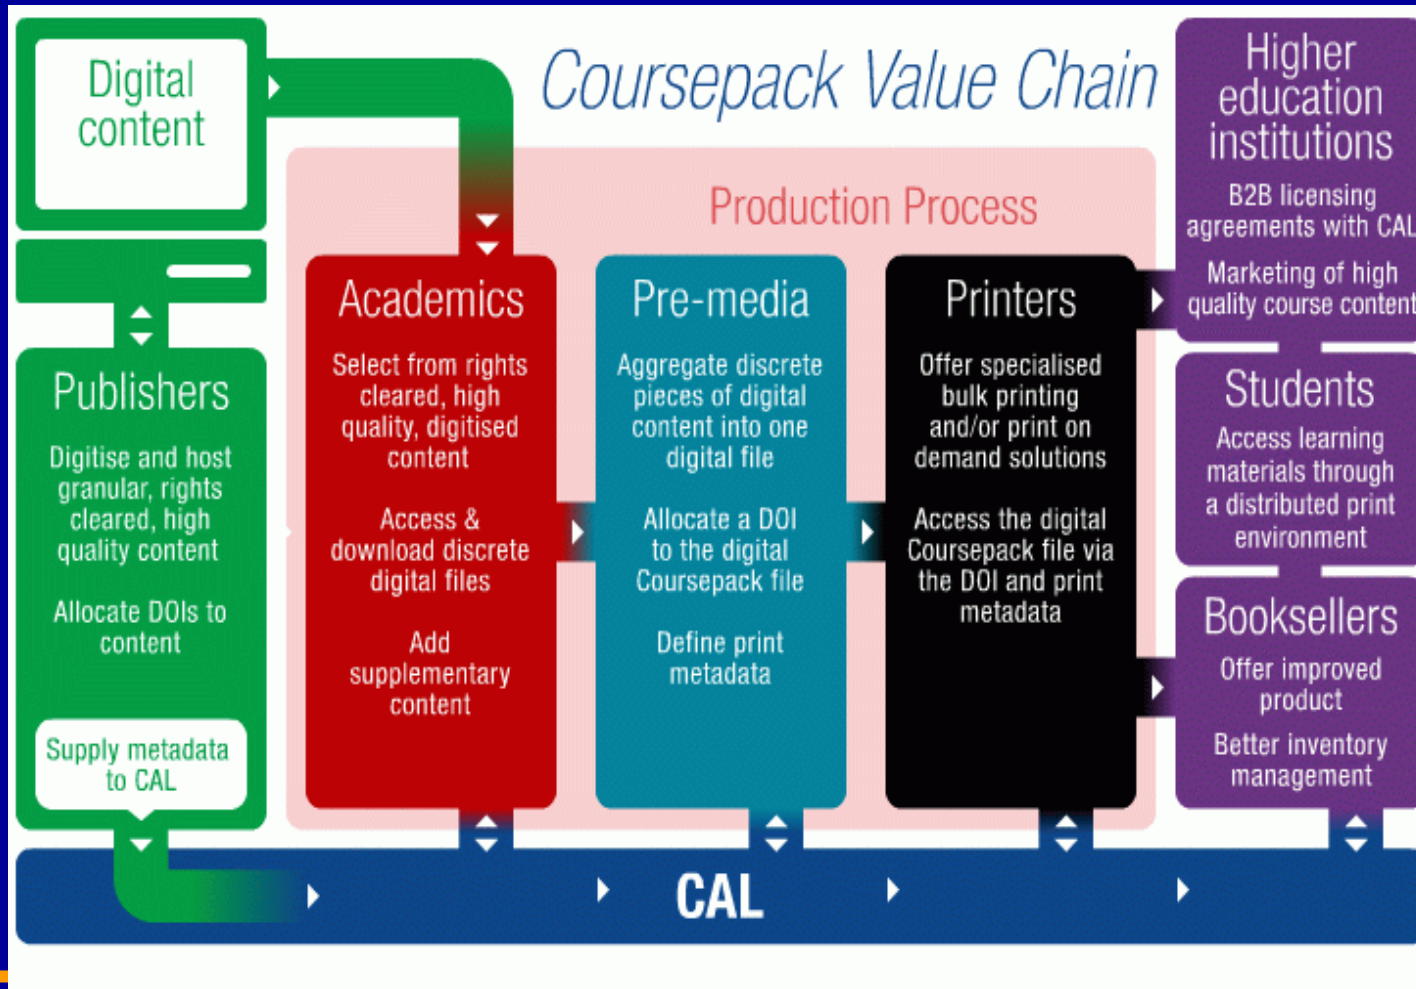 Coursepack Value Chain
Digital
content
Publishers
Digitise and host
granular, rights
cleared, high
quality content
Allocate DOIs to
content
Supply metadata
to CAL
Production Process
Academics
Select from rights
cleared, high
quality, digitised
content
Access &
download discrete
digital files
Add
supplementary
content
Pre-media
Aggregate discrete
pieces of digital
content into one
digital file
Allocate a DOI
to the digital
Coursepack file
Define print
metadata
Printers
Offer specialised
bulk printing
and/or print on
demand solutions
Access the digital
Coursepack file via
the DOI and print
metadata
Higher
education
institutions
B2B licensing
agreements with CAL
Marketing of high
quality course content
Students
Access learning
materials through
a distributed print
environment
Booksellers
Offer improved
product
Better inventory
management
CAL